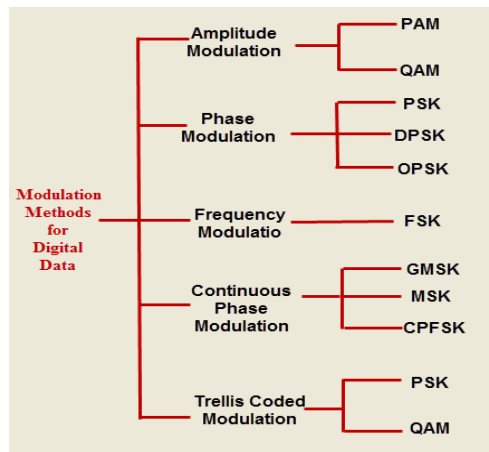 Modulation
Methods
for
Digital
Data
Amplitude
Modulation
PAM
QAM
Phase
Modulation
PSK
DPSK
OPSK
Frequency
Modulatio
FSK
Continuous
Phase
Modulation
GMSK
MSK
CPFSK
Trellis Coded
Modulation
PSK
QAM